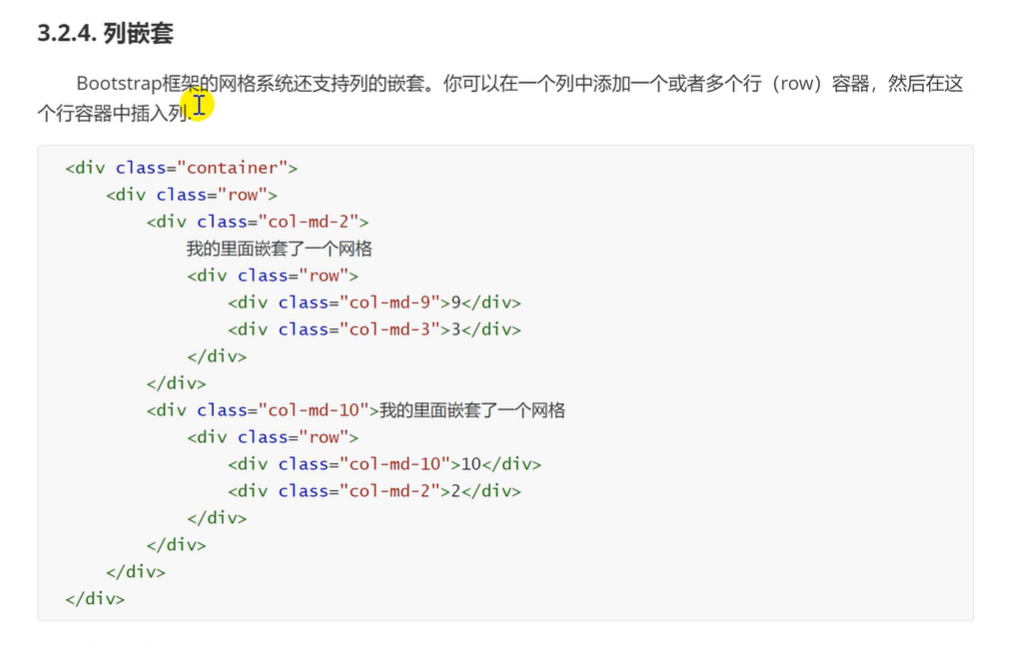 3.2.4. 列嵌套
Bootstrap框架的网格系统还支持列的嵌套。你可以在一个列中添加一个或者多个行（row）容器，然后在这
个行容器中插入列.
<div class="container">
    <div class="row">
        <div class="col-md-2">
            我的里面嵌套了一个网格
            <div class="row">
                <div class="col-md-9">9</div>
                <div class="col-md-3">3</div>
            </div>
        </div>
        <div class="col-md-10">我的里面嵌套了一个网格
            <div class="row">
                <div class="col-md-10">10</div>
                <div class="col-md-2">2</div>
            </div>
        </div>
    </div>
</div>